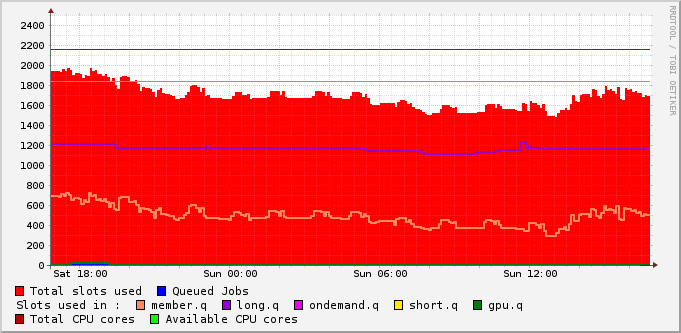 2400
2200
2000
1800
1600
1400
1200
1000
800
600
400
200
0
Sat 18:00 Sun 00:00 Sun 06:00 Sun 12:00
Total slots used Queued Jobs
Slots used in : member.q long.q ondemand.q short.q gpu.q
Total CPU cores Available CPU cores
RRDTOOL / TOBI OETIKER